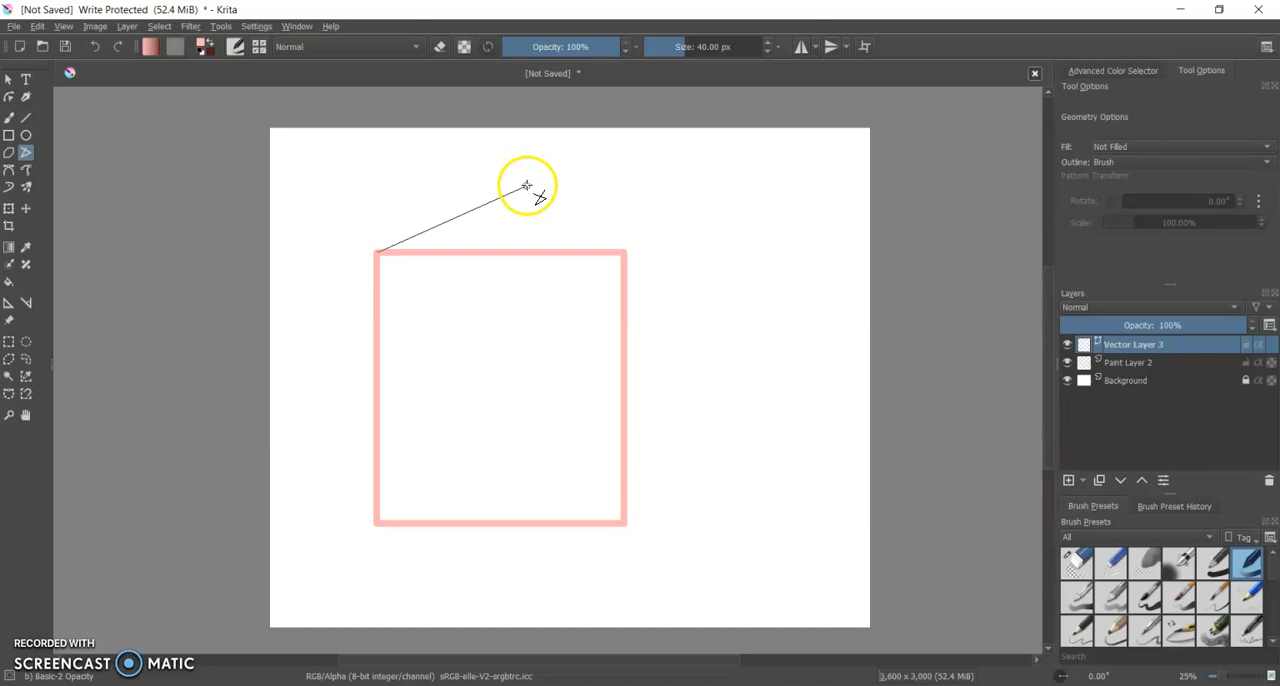 [Not Saved]  Write Protected  (52.4 MiB)  * - Krita
File Edit View Image Layer Select Filter Tools Settings Window Help
Normal Opacity: 100% Size: 40.00 px
[Not Saved]  *
Advanced Color Selector Tool Options
Tool Options
Geometry Options
Fill: Not Filled
Outline: Brush
Pattern Transform
Rotate: 0.00°
Scale: 100.00%
Layers
Normal
Opacity:  100%
Vector Layer 3
Paint Layer 2
Background
Brush Presets Brush Preset History
Brush Presets
All Tag
Search
RECORDED WITH
SCREENCAST MATIC
b) Basic-2 Opacity RGB/Alpha (8-bit integer/channel)  sRGB-elle-V2-srgbtrc.icc 3,600 x 3,000 (52.4 MiB) 0.00° 25%